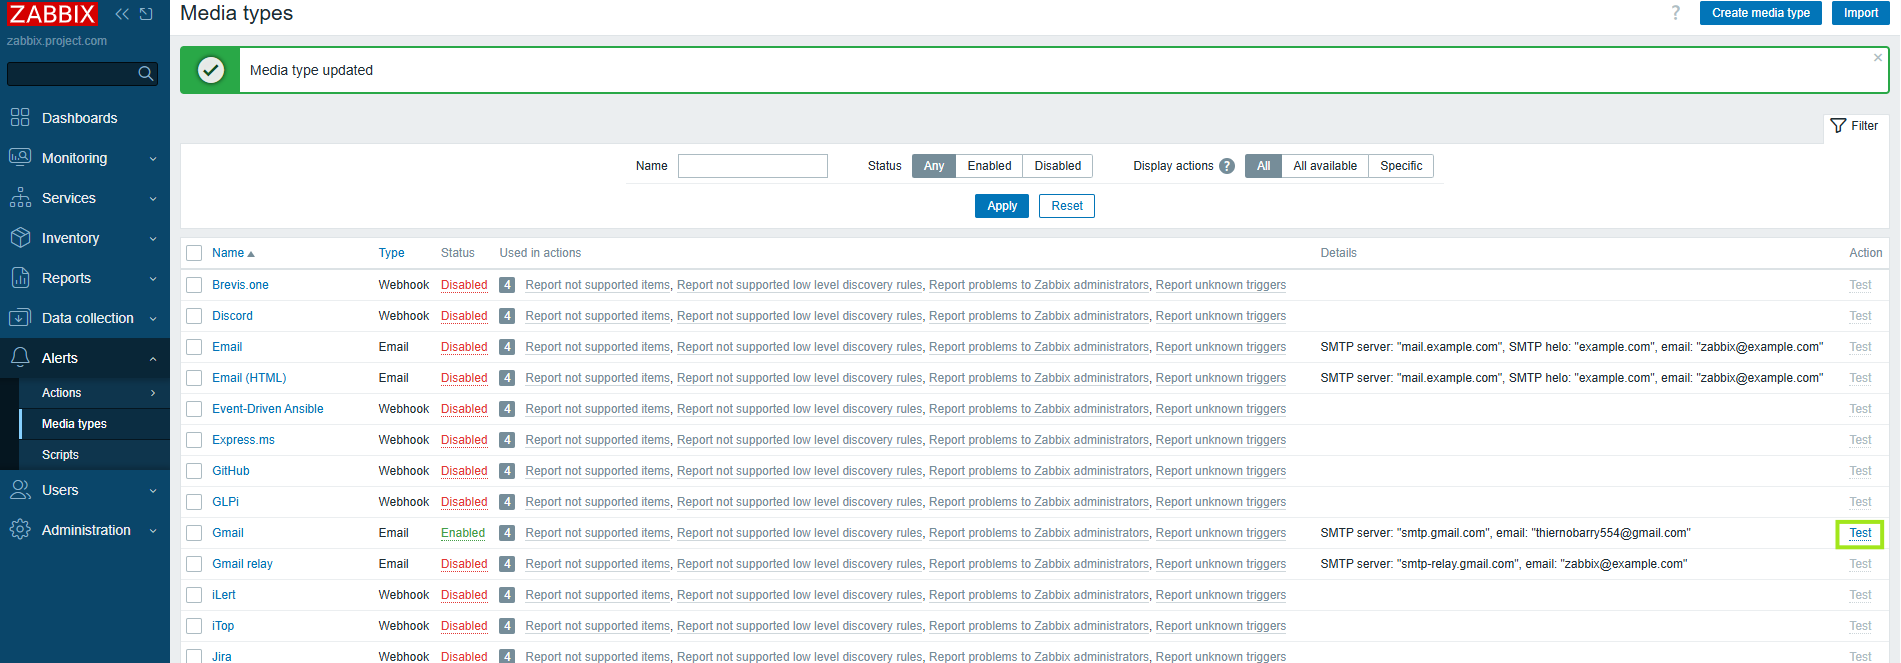 ZABBIX
Media types
?
Create media type
Import
zabbix.project.com
Media type updated
Dashboards
Monitoring
Services
Inventory
Reports
Data collection
Alerts
Actions
Media types
Scripts
Users
Administration
Filter
Name
Status Any Enabled Disabled
Display actions ? All All available Specific
Apply Reset
Name Type Status Used in actions Details Action
Brevis.one Webhook Disabled 4 Report not supported items, Report not supported low level discovery rules, Report problems to Zabbix administrators, Report unknown triggers Test
Discord Webhook Disabled 4 Report not supported items, Report not supported low level discovery rules, Report problems to Zabbix administrators, Report unknown triggers Test
Email Email Disabled 4 Report not supported items, Report not supported low level discovery rules, Report problems to Zabbix administrators, Report unknown triggers SMTP server: "mail.example.com", SMTP helo: "example.com", email: "zabbix@example.com" Test
Email (HTML) Email Disabled 4 Report not supported items, Report not supported low level discovery rules, Report problems to Zabbix administrators, Report unknown triggers SMTP server: "mail.example.com", SMTP helo: "example.com", email: "zabbix@example.com" Test
Event-Driven Ansible Webhook Disabled 4 Report not supported items, Report not supported low level discovery rules, Report problems to Zabbix administrators, Report unknown triggers Test
Express.ms Webhook Disabled 4 Report not supported items, Report not supported low level discovery rules, Report problems to Zabbix administrators, Report unknown triggers Test
GitHub Webhook Disabled 4 Report not supported items, Report not supported low level discovery rules, Report problems to Zabbix administrators, Report unknown triggers Test
GLPi Webhook Disabled 4 Report not supported items, Report not supported low level discovery rules, Report problems to Zabbix administrators, Report unknown triggers Test
Gmail Email Enabled 4 Report not supported items, Report not supported low level discovery rules, Report problems to Zabbix administrators, Report unknown triggers SMTP server: "smtp.gmail.com", email: "thiernobarry554@gmail.com" Test
Gmail relay Email Disabled 4 Report not supported items, Report not supported low level discovery rules, Report problems to Zabbix administrators, Report unknown triggers SMTP server: "smtp-relay.gmail.com", email: "zabbix@example.com" Test
iLert Webhook Disabled 4 Report not supported items, Report not supported low level discovery rules, Report problems to Zabbix administrators, Report unknown triggers Test
iTop Webhook Disabled 4 Report not supported items, Report not supported low level discovery rules, Report problems to Zabbix administrators, Report unknown triggers Test
Jira Webhook Disabled 4 Report not supported items, Report not supported low level discovery rules, Report problems to Zabbix administrators, Report unknown triggers Test